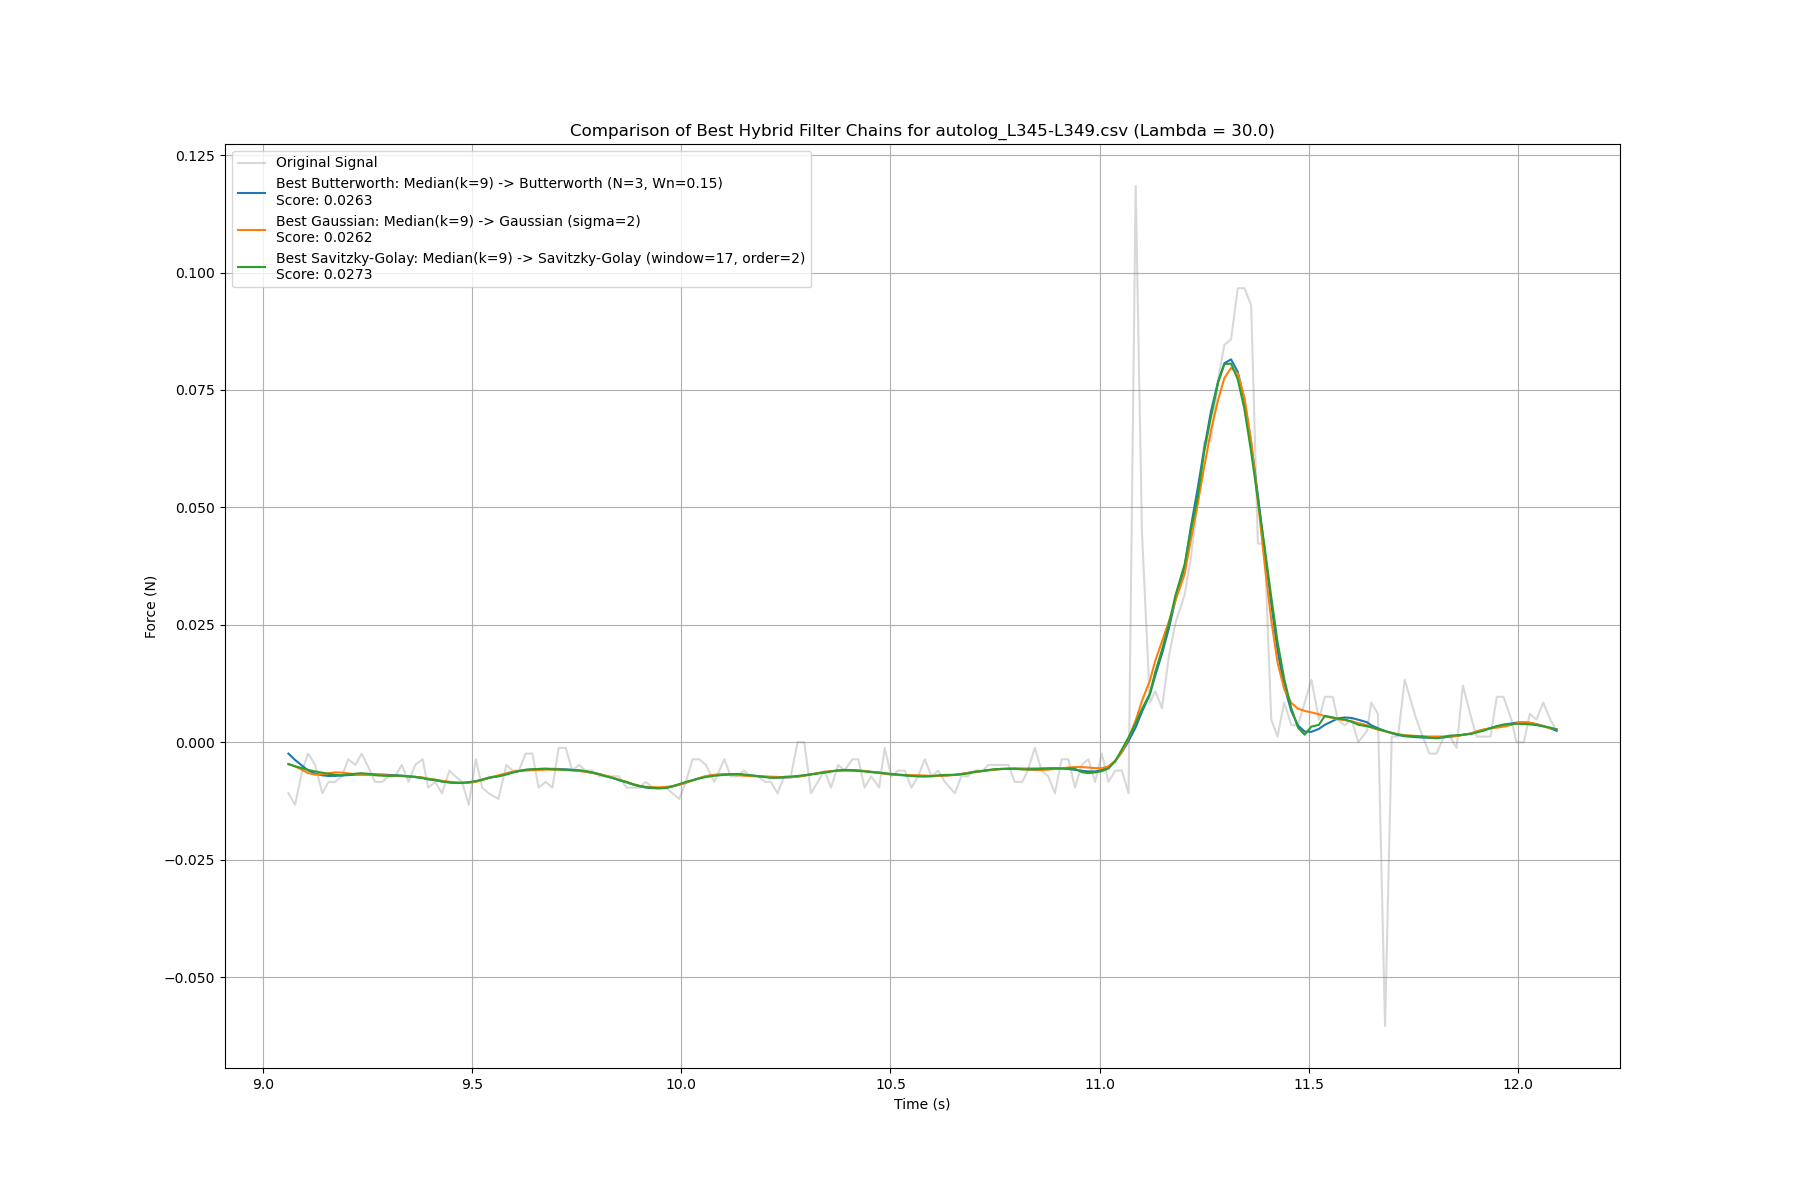 Comparison of Best Hybrid Filter Chains for autolog_L345-L349.csv (Lambda = 30.0)
Original Signal
Best Butterworth: Median(k=9) -> Butterworth (N=3, Wn=0.15)
Score: 0.0263
Best Gaussian: Median(k=9) -> Gaussian (sigma=2)
Score: 0.0262
Best Savitzky-Golay: Median(k=9) -> Savitzky-Golay (window=17, order=2)
Score: 0.0273
0.125
0.100
0.075
0.050
0.025
0.000
−0.025
−0.050
Force (N)
9.0
9.5
10.0
10.5
11.0
11.5
12.0
Time (s)